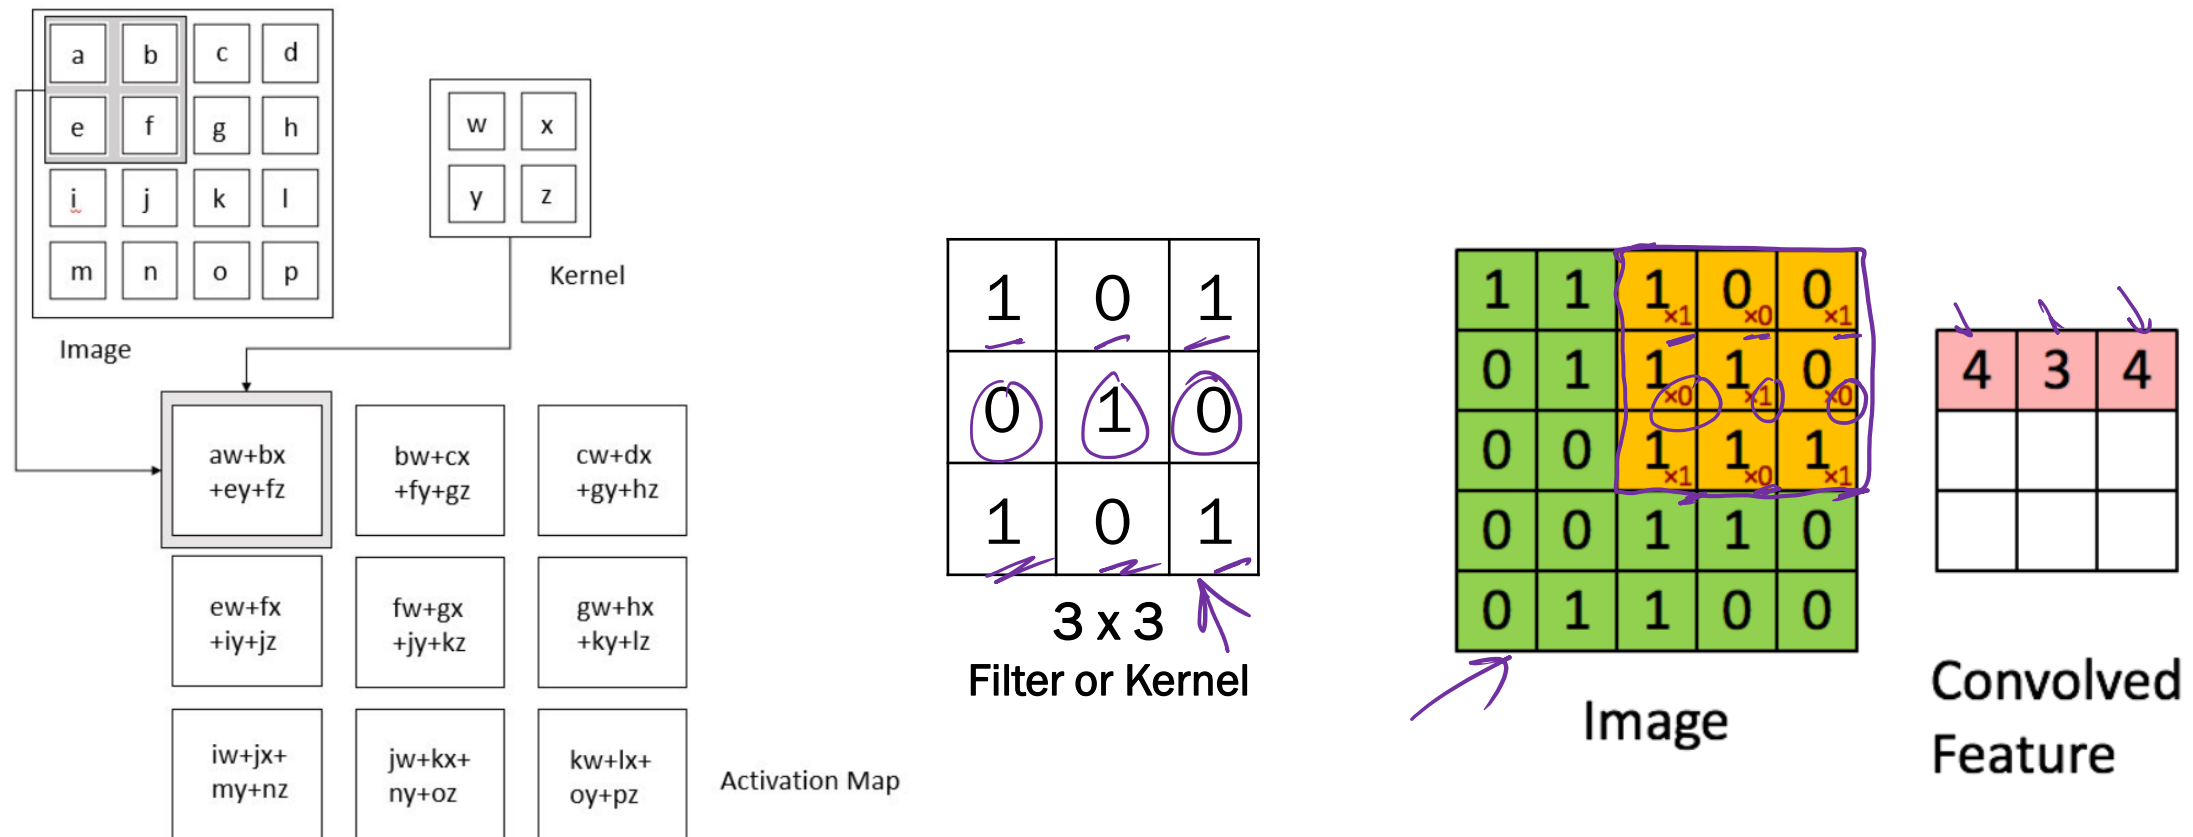 a b c d
e f g h
i j k l
m n o p
Image
w x
y z
Kernel
aw+bx
+ey+fz
bw+cx
+fy+gz
cw+dx
+gy+hz
ew+fx
+iy+jz
fw+gx
+jy+kz
gw+hx
+ky+lz
iw+jx+
my+nz
jw+kx+
ny+oz
kw+lx+
oy+pz
Activation Map
1 0 1
0 1 0
1 0 1
3 x 3
Filter or Kernel
1 1 1×1 0×0 0×1
0 1 1×0 1×1 0×0
0 0 1×1 1×0 1×1
0 0 1 1 0
0 1 1 0 0
Image
4 3 4
Convolved
Feature